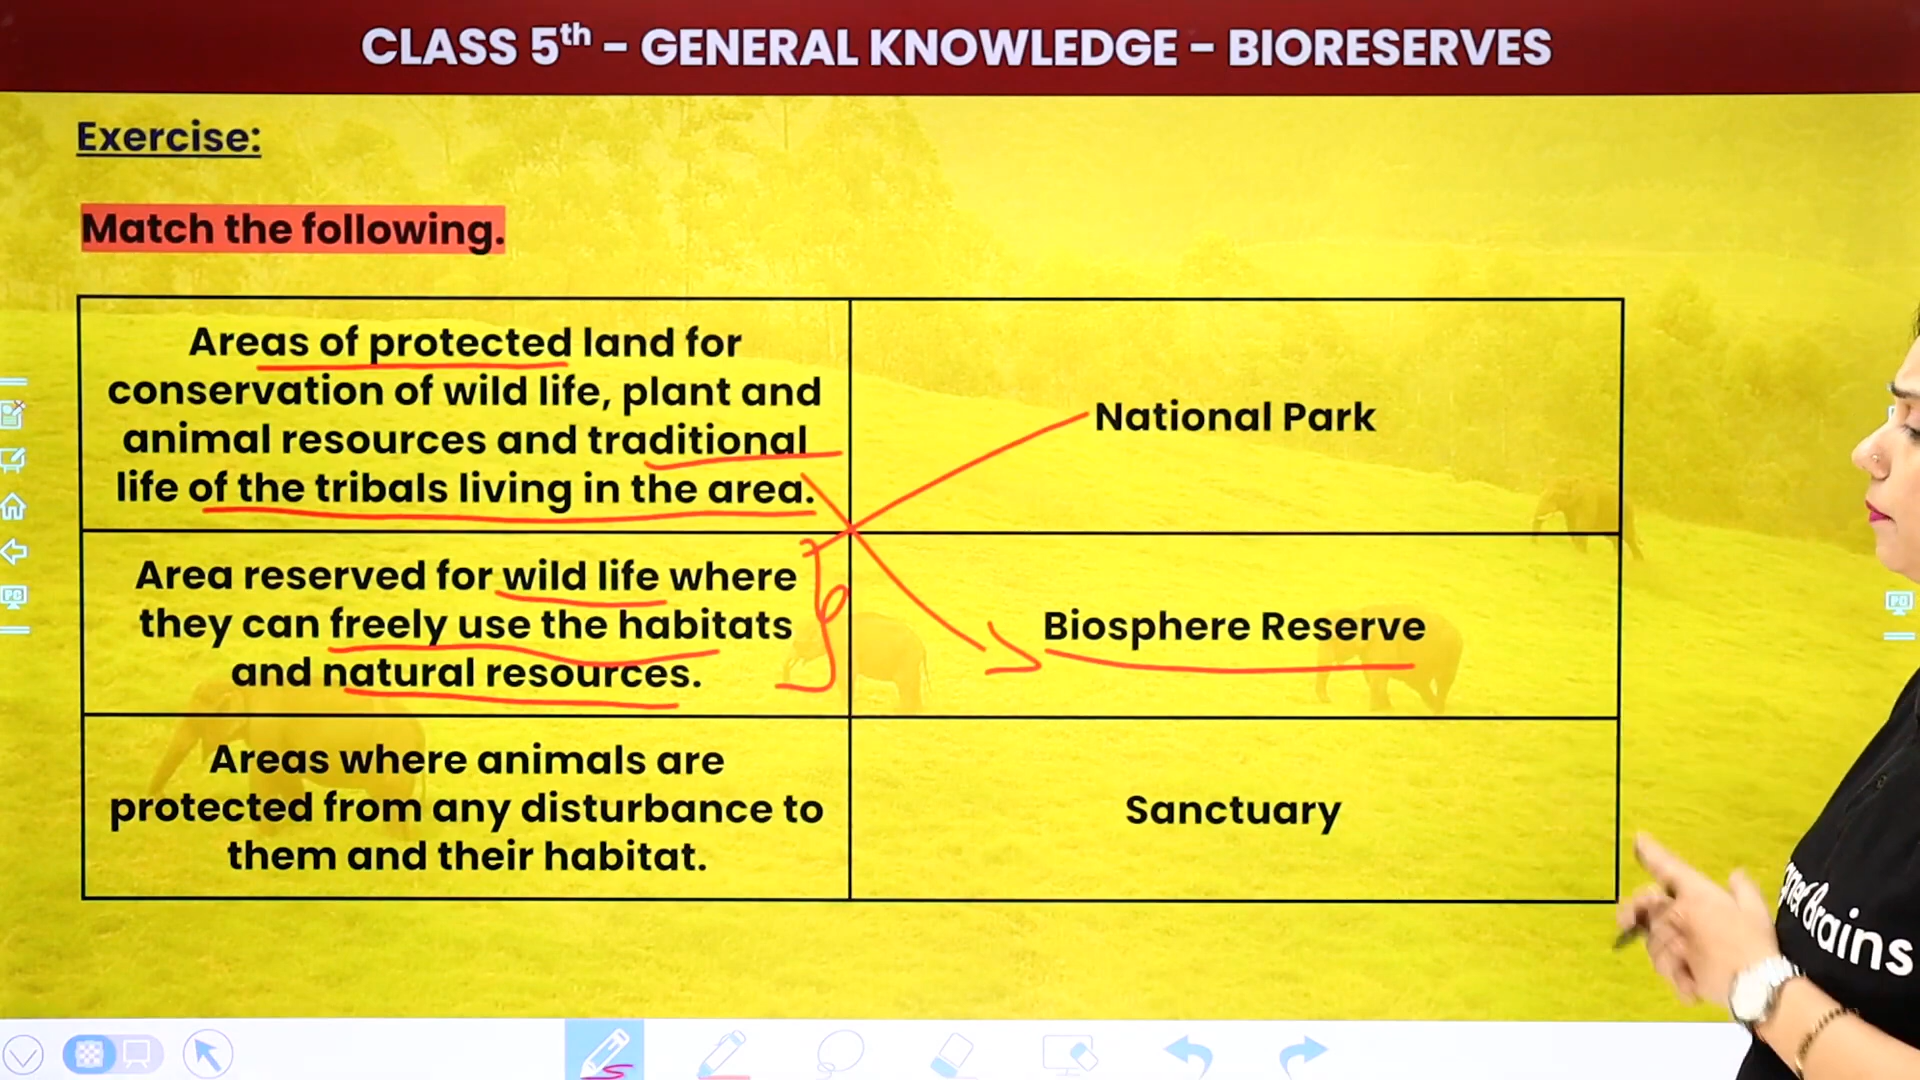 CLASS 5th – GENERAL KNOWLEDGE – BIORESERVES
Exercise:
Match the following.
Areas of protected land for
conservation of wild life, plant and
animal resources and traditional
life of the tribals living in the area.
National Park
Area reserved for wild life where
they can freely use the habitats
and natural resources.
Biosphere Reserve
Areas where animals are
protected from any disturbance to
them and their habitat.
Sanctuary
Brains